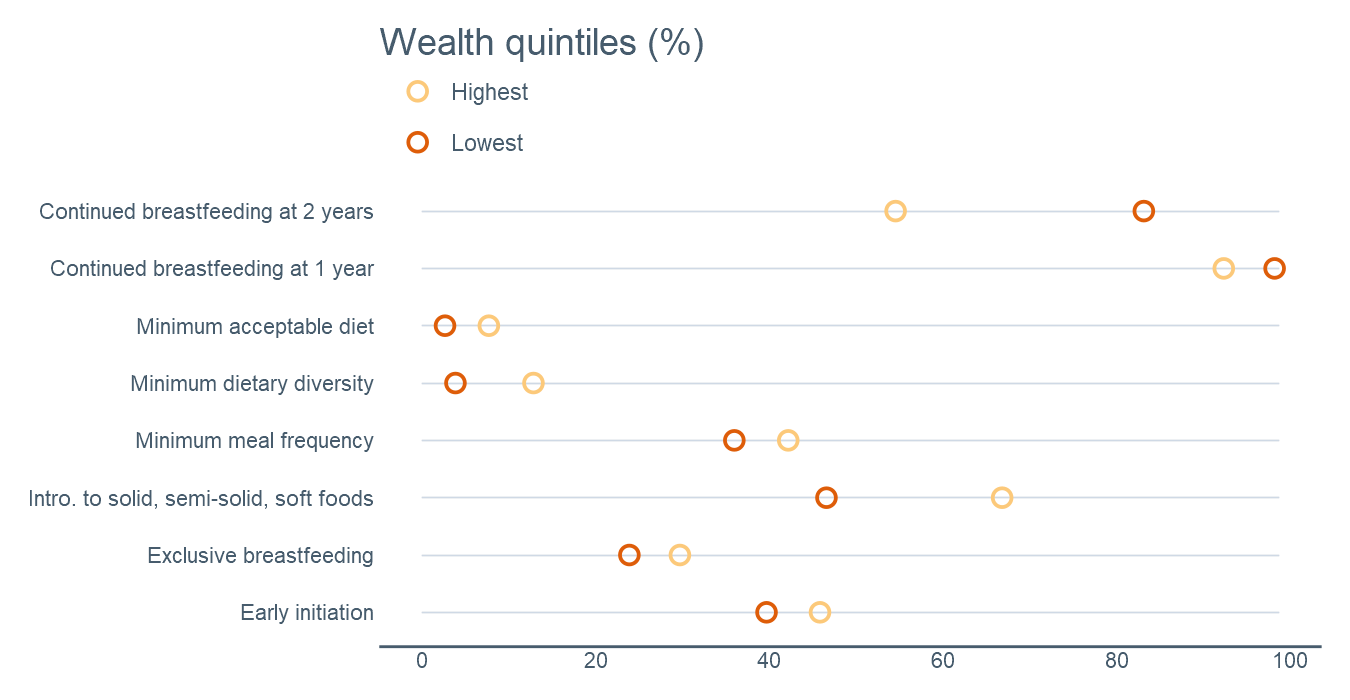 Wealth quintiles (%)
Highest
Lowest
Continued breastfeeding at 2 years
Continued breastfeeding at 1 year
Minimum acceptable diet
Minimum dietary diversity
Minimum meal frequency
Intro. to solid, semi-solid, soft foods
Exclusive breastfeeding
Early initiation
0 20 40 60 80 100